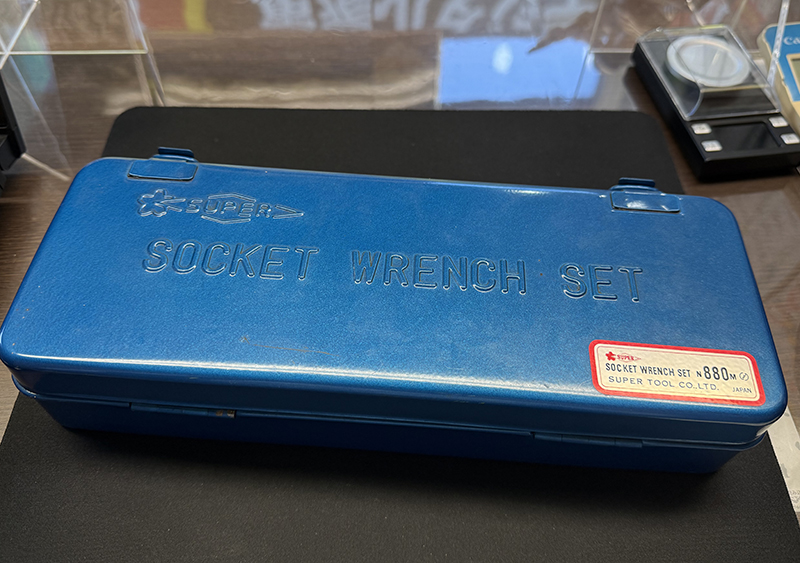 SUPER
SOCKET WRENCH SET
SUPER
SOCKET WRENCH SET N880M
SUPER TOOL CO.,LTD. JAPAN